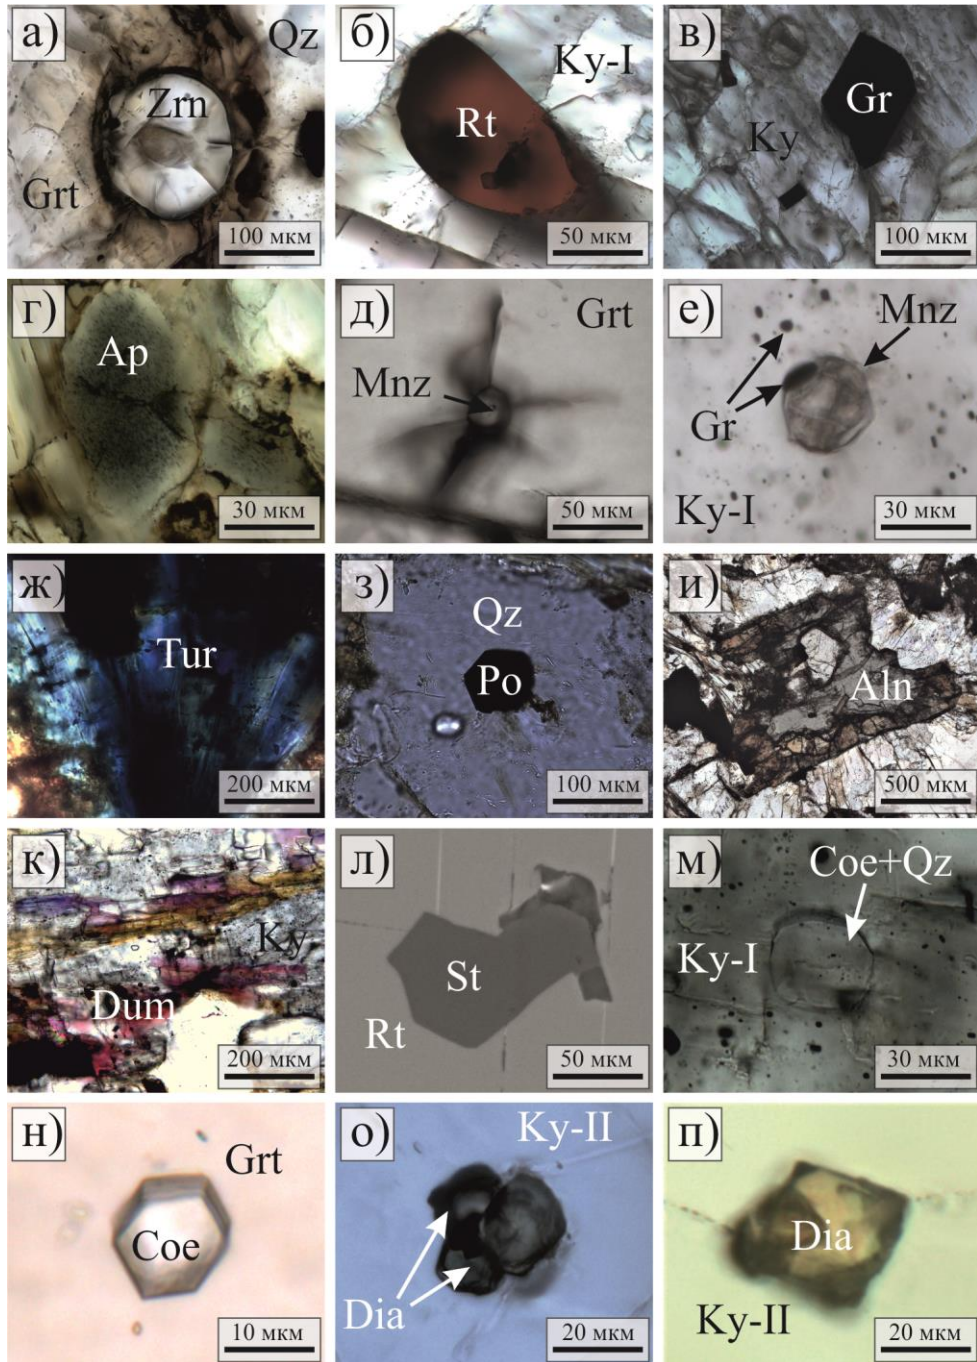 а)
Qz
Zrn
Grt
100 мкм
б)
Ky-I
Rt
50 мкм
в)
Gr
Ky
100 мкм
г)
Ap
30 мкм
д)
Grt
Mnz
50 мкм
е)
Mnz
Gr
Ky-I
30 мкм
ж)
Tur
200 мкм
з)
Qz
Po
100 мкм
и)
Aln
500 мкм
к)
Ky
Dum
200 мкм
л)
St
Rt
50 мкм
м)
Coe+Qz
Ky-I
30 мкм
н)
Grt
Coe
10 мкм
о)
Ky-II
Dia
20 мкм
п)
Dia
Ky-II
20 мкм